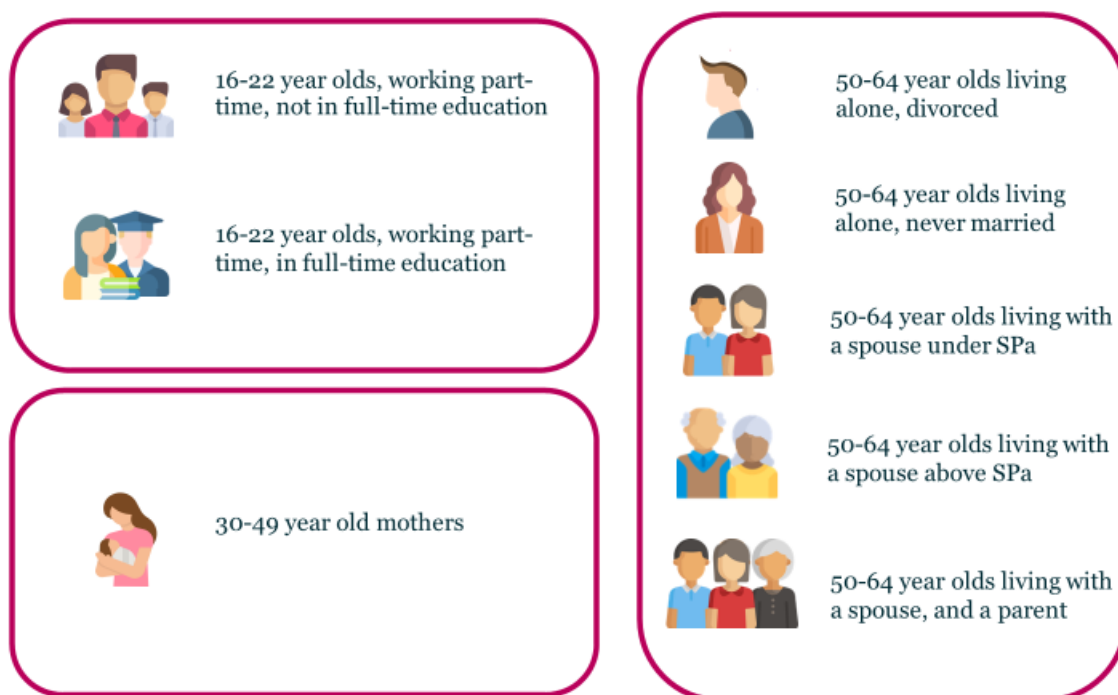 16-22 year olds, working part-
time, not in full-time education
16-22 year olds, working part-
time, in full-time education
30-49 year old mothers
50-64 year olds living
alone, divorced
50-64 year olds living
alone, never married
50-64 year olds living with
a spouse under SPa
50-64 year olds living with
a spouse above SPa
50-64 year olds living with
a spouse, and a parent